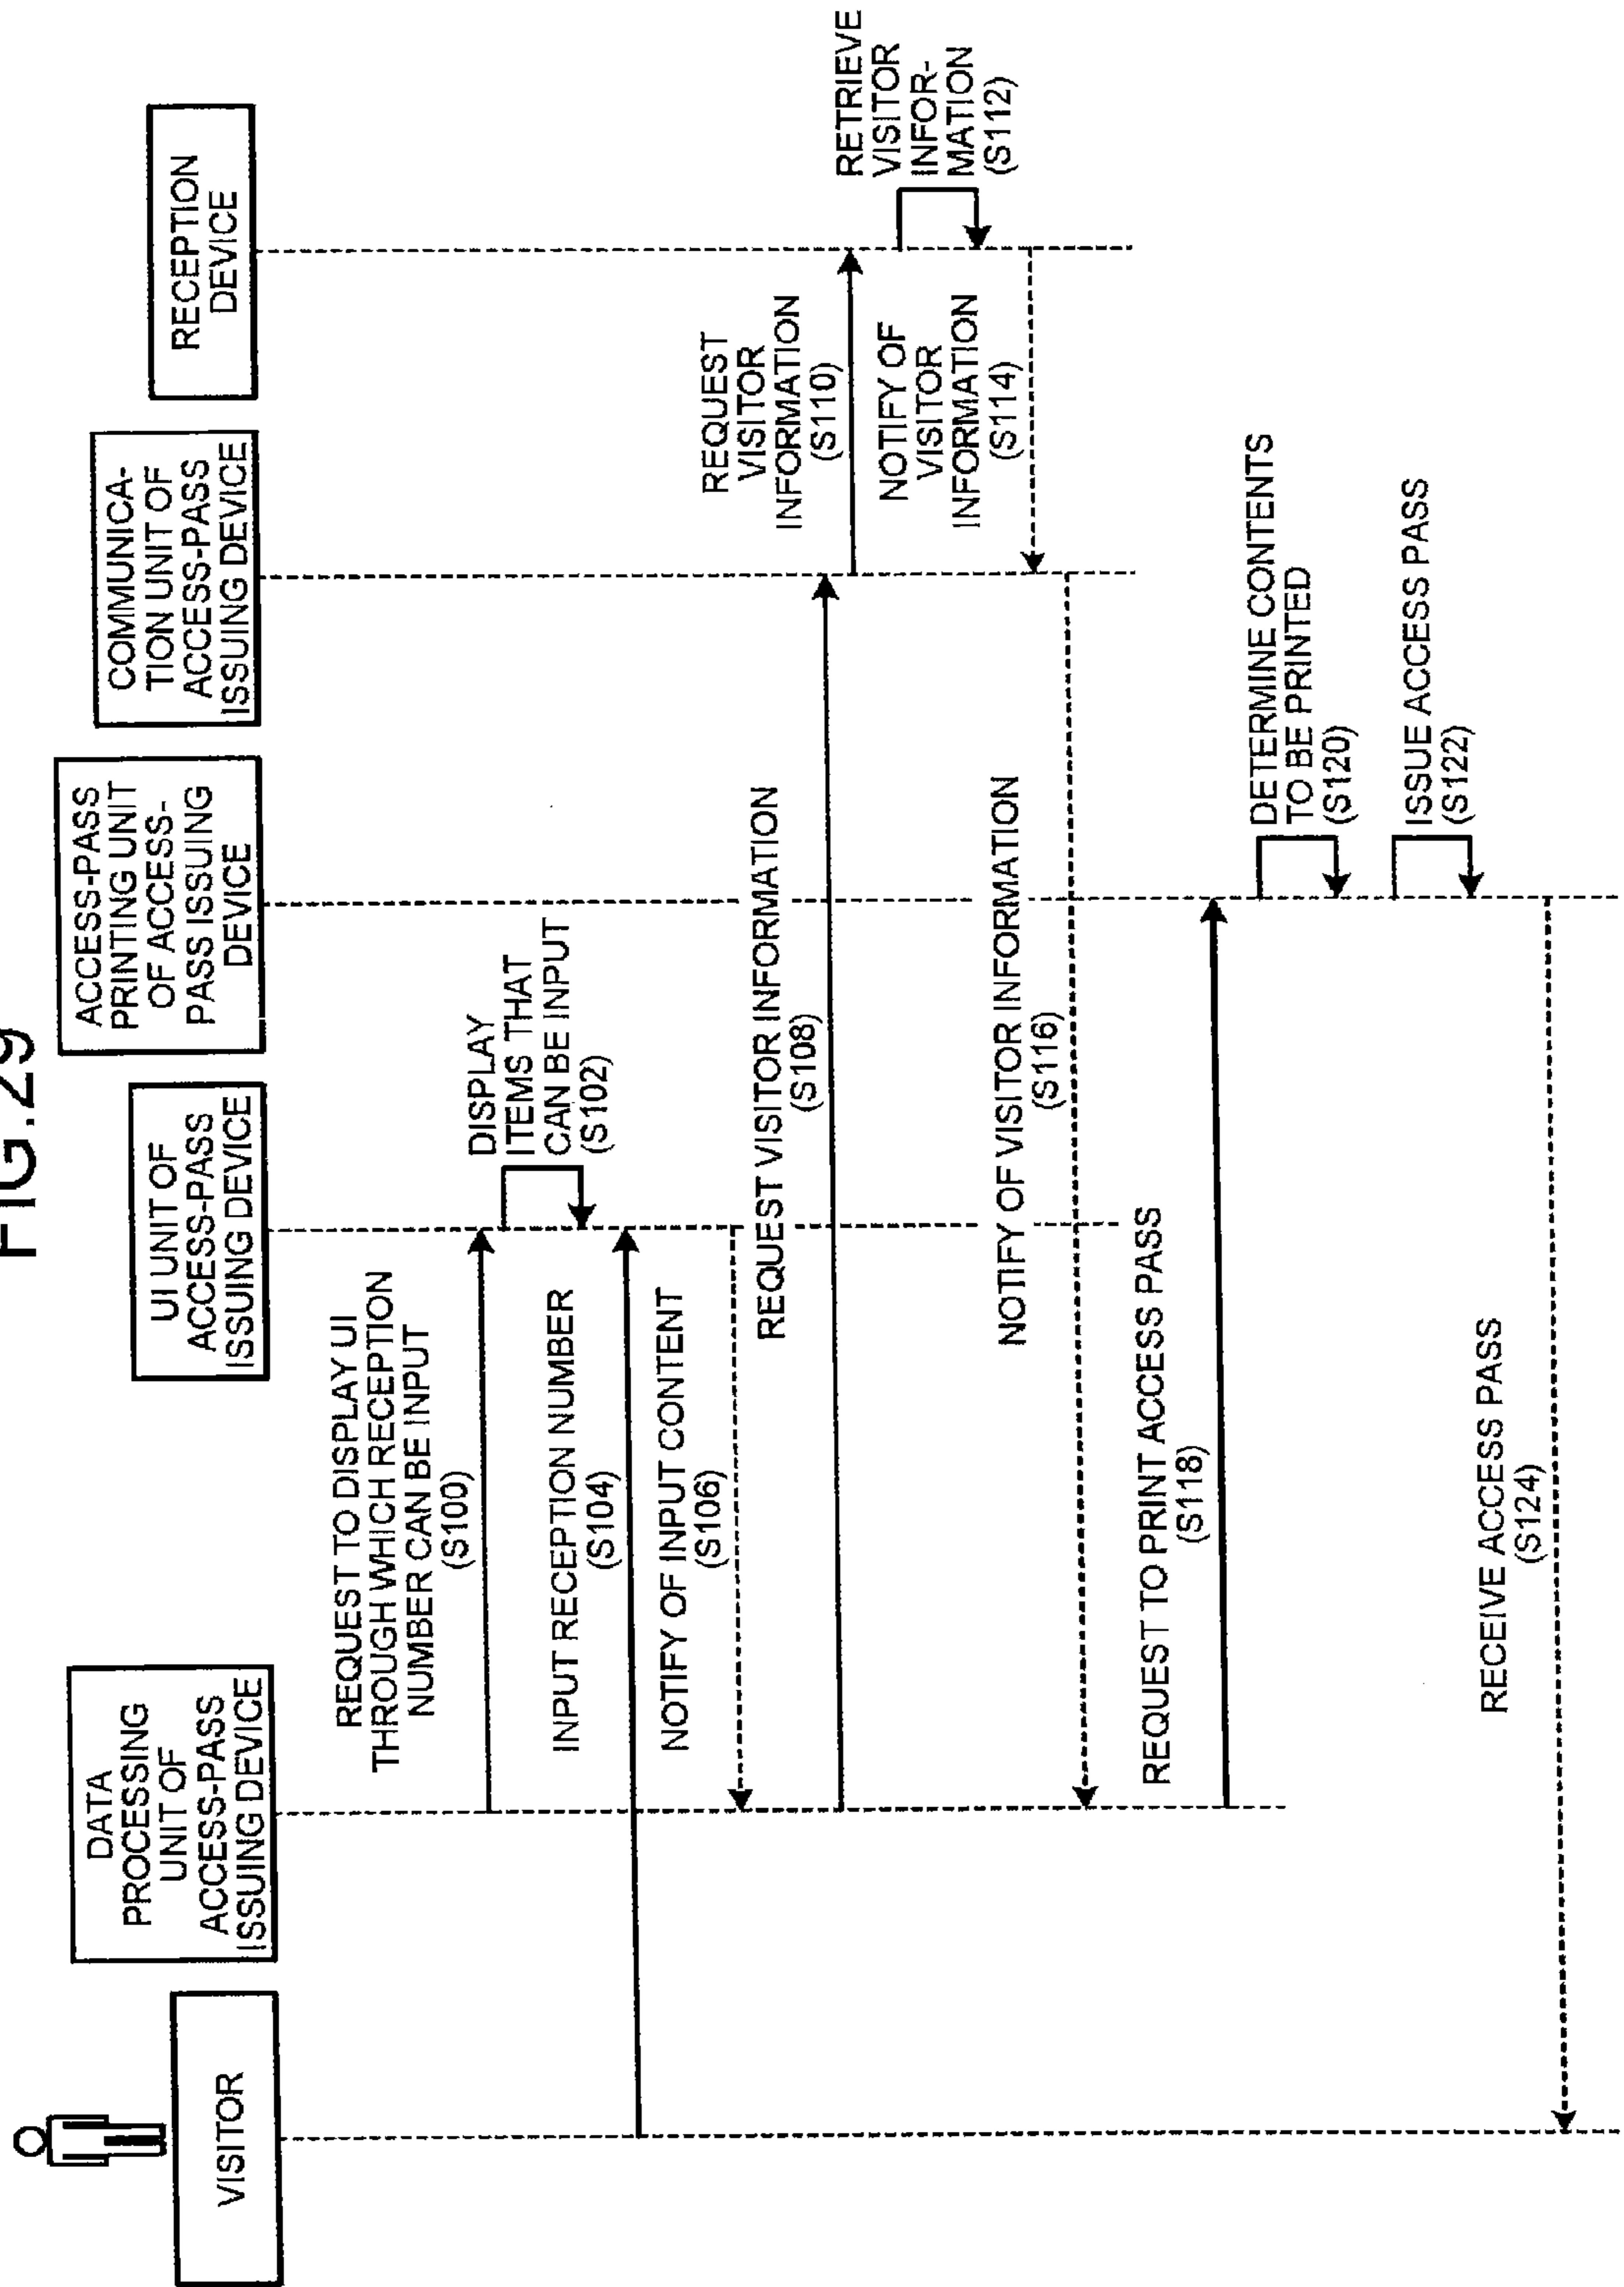 FIG.29
VISITOR
DATA
PROCESSING
UNIT OF
ACCESS-PASS
ISSUING DEVICE
UI UNIT OF
ACCESS-PASS
ISSUING DEVICE
ACCESS-PASS
PRINTING UNIT
OF ACCESS-
PASS ISSUING
DEVICE
COMMUNICA-
TION UNIT OF
ACCESS-PASS
ISSUING DEVICE
RECEPTION
DEVICE
REQUEST TO DISPLAY UI
THROUGH WHICH RECEPTION
NUMBER CAN BE INPUT
(S100)
DISPLAY
ITEMS THAT
CAN BE INPUT
(S102)
INPUT RECEPTION NUMBER
(S104)
NOTIFY OF INPUT CONTENT
(S106)
REQUEST VISITOR INFORMATION
(S108)
REQUEST
VISITOR
INFORMATION
(S110)
RETRIEVE
VISITOR
INFOR-
MATION
(S112)
NOTIFY OF
VISITOR
INFORMATION
(S114)
NOTIFY OF VISITOR INFORMATION
(S116)
REQUEST TO PRINT ACCESS PASS
(S118)
DETERMINE CONTENTS
TO BE PRINTED
(S120)
ISSUE ACCESS PASS
(S122)
RECEIVE ACCESS PASS
(S124)